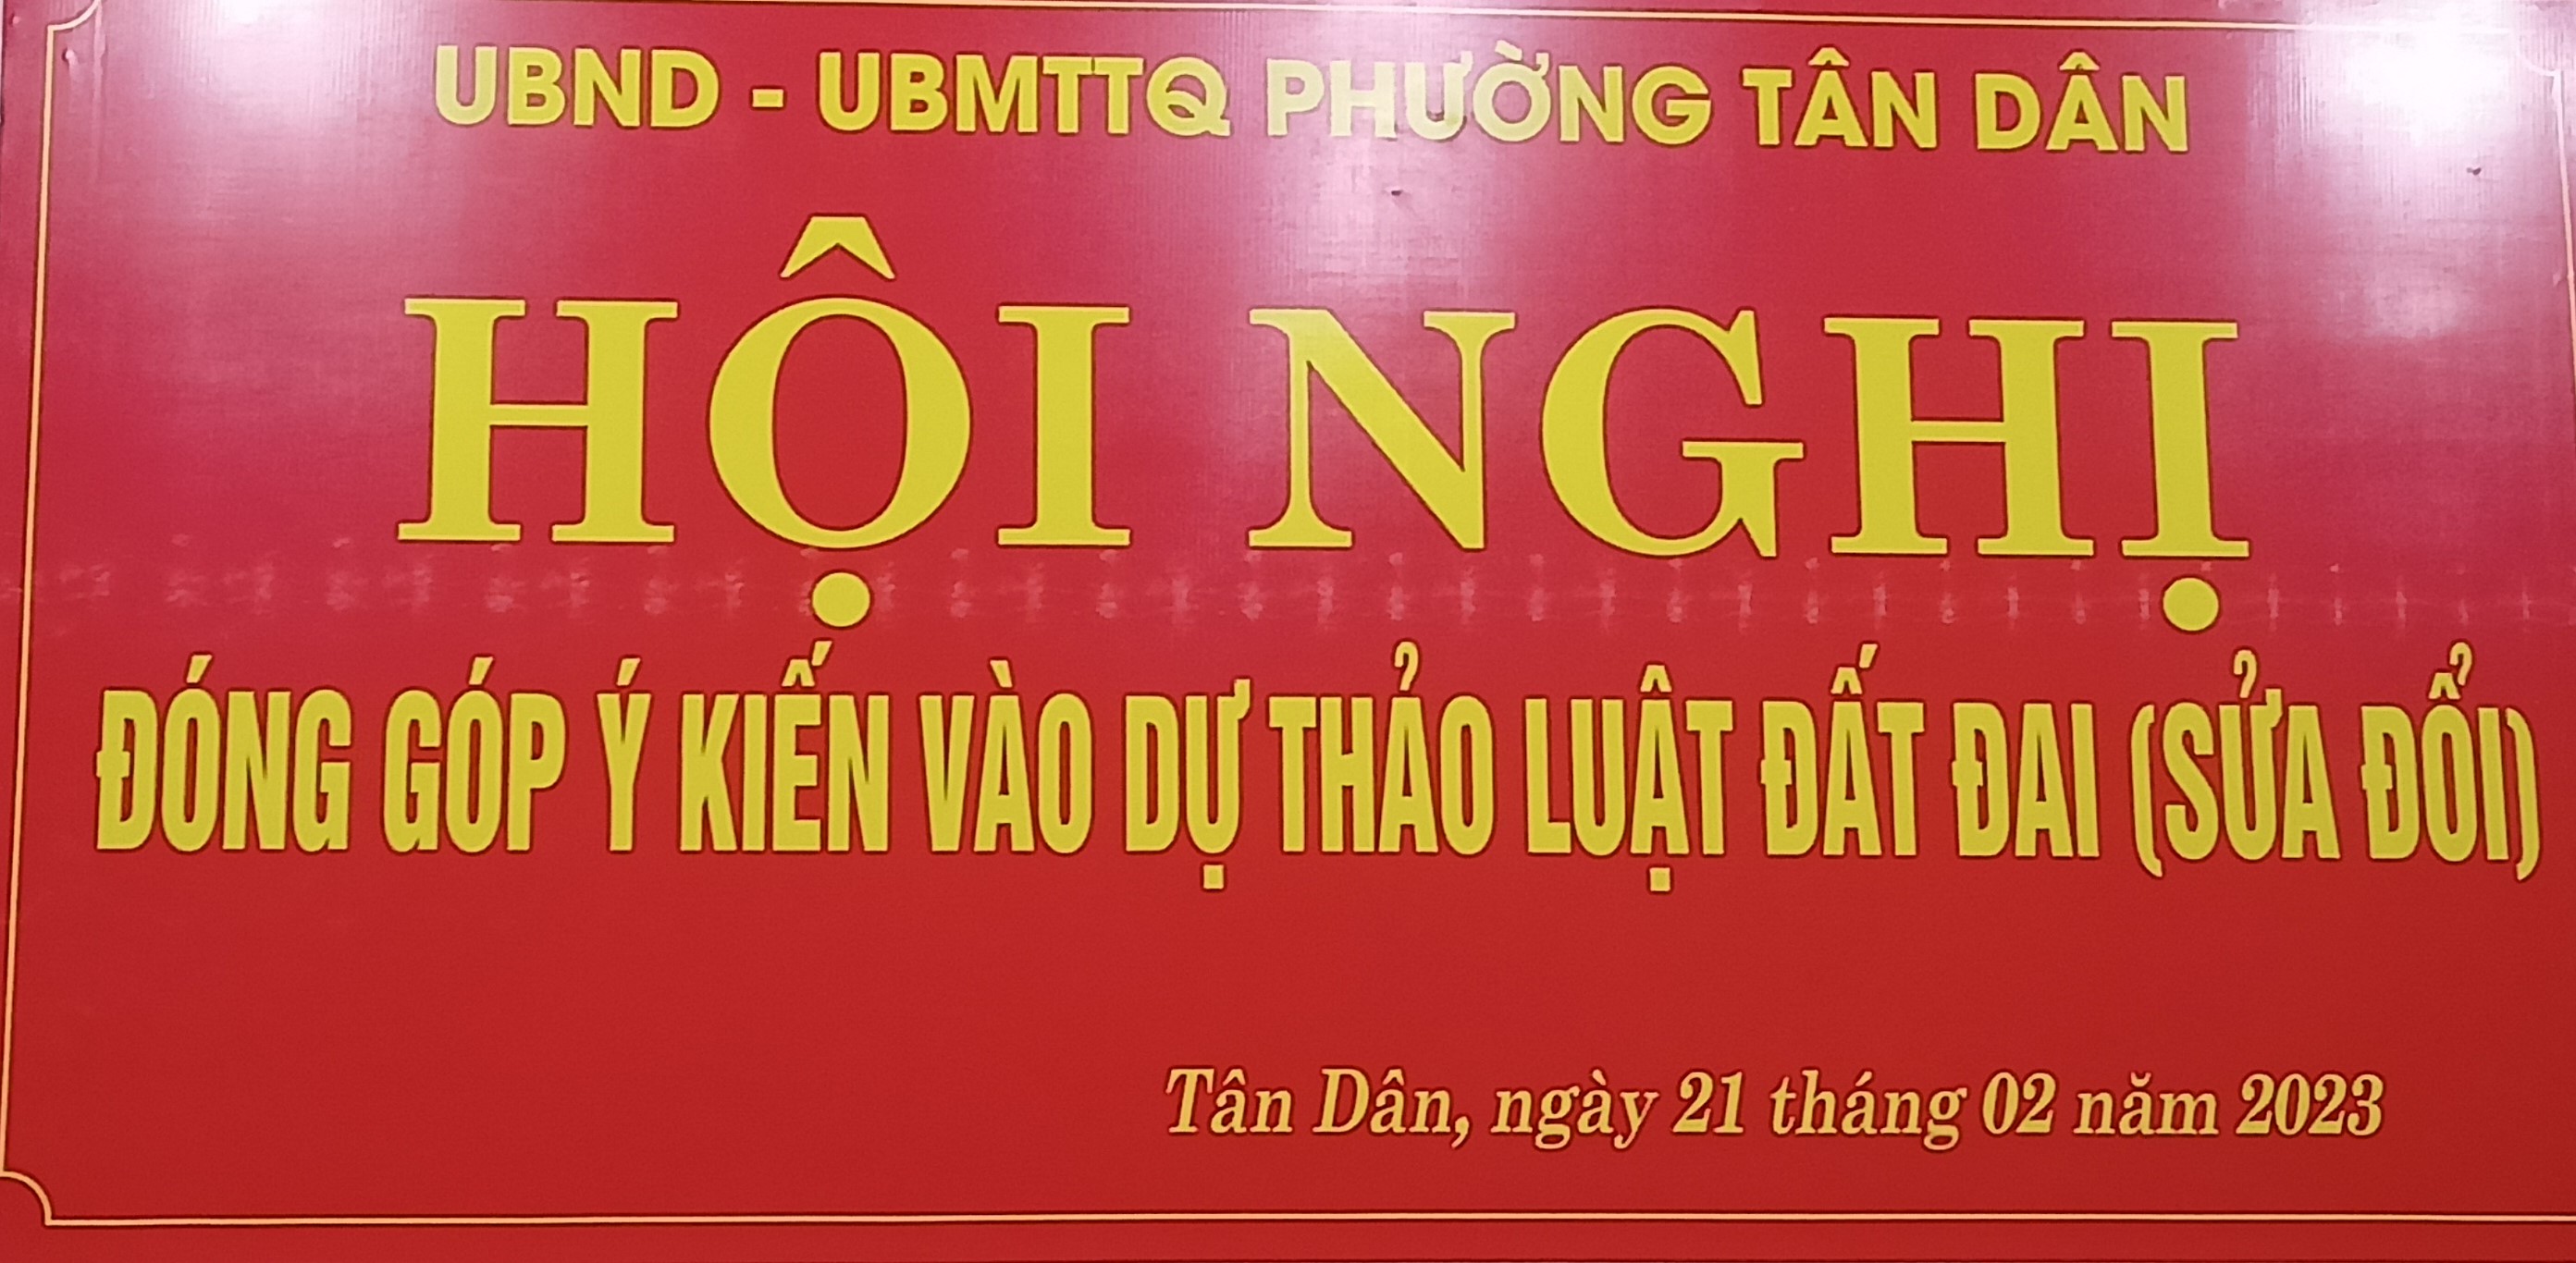 UBND - UBMTTQ PHƯỜNG TÂN DÂN
HỘI NGHỊ
ĐÓNG GÓP Ý KIẾN VÀO DỰ THẢO LUẬT ĐẤT ĐAI (SỬA ĐỔI)
Tân Dân, ngày 21 tháng 02 năm 2023